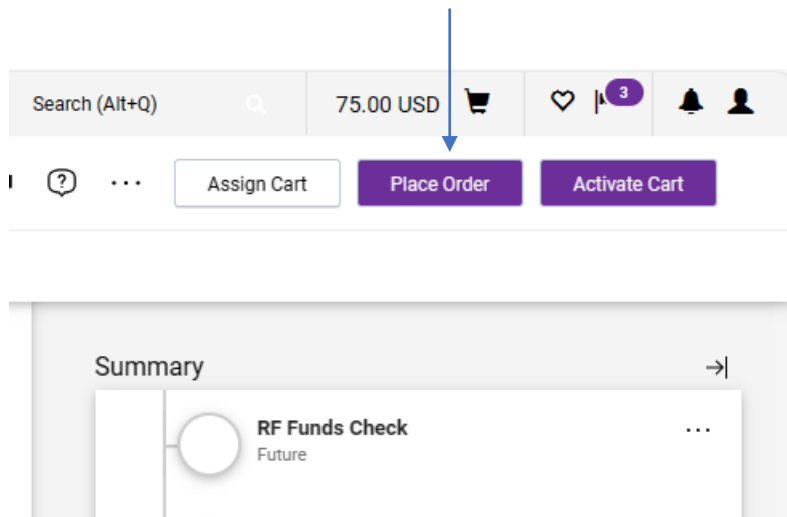 Search (Alt+Q) 75.00 USD 3
? ... Assign Cart Place Order Activate Cart
Summary
RF Funds Check ...
Future